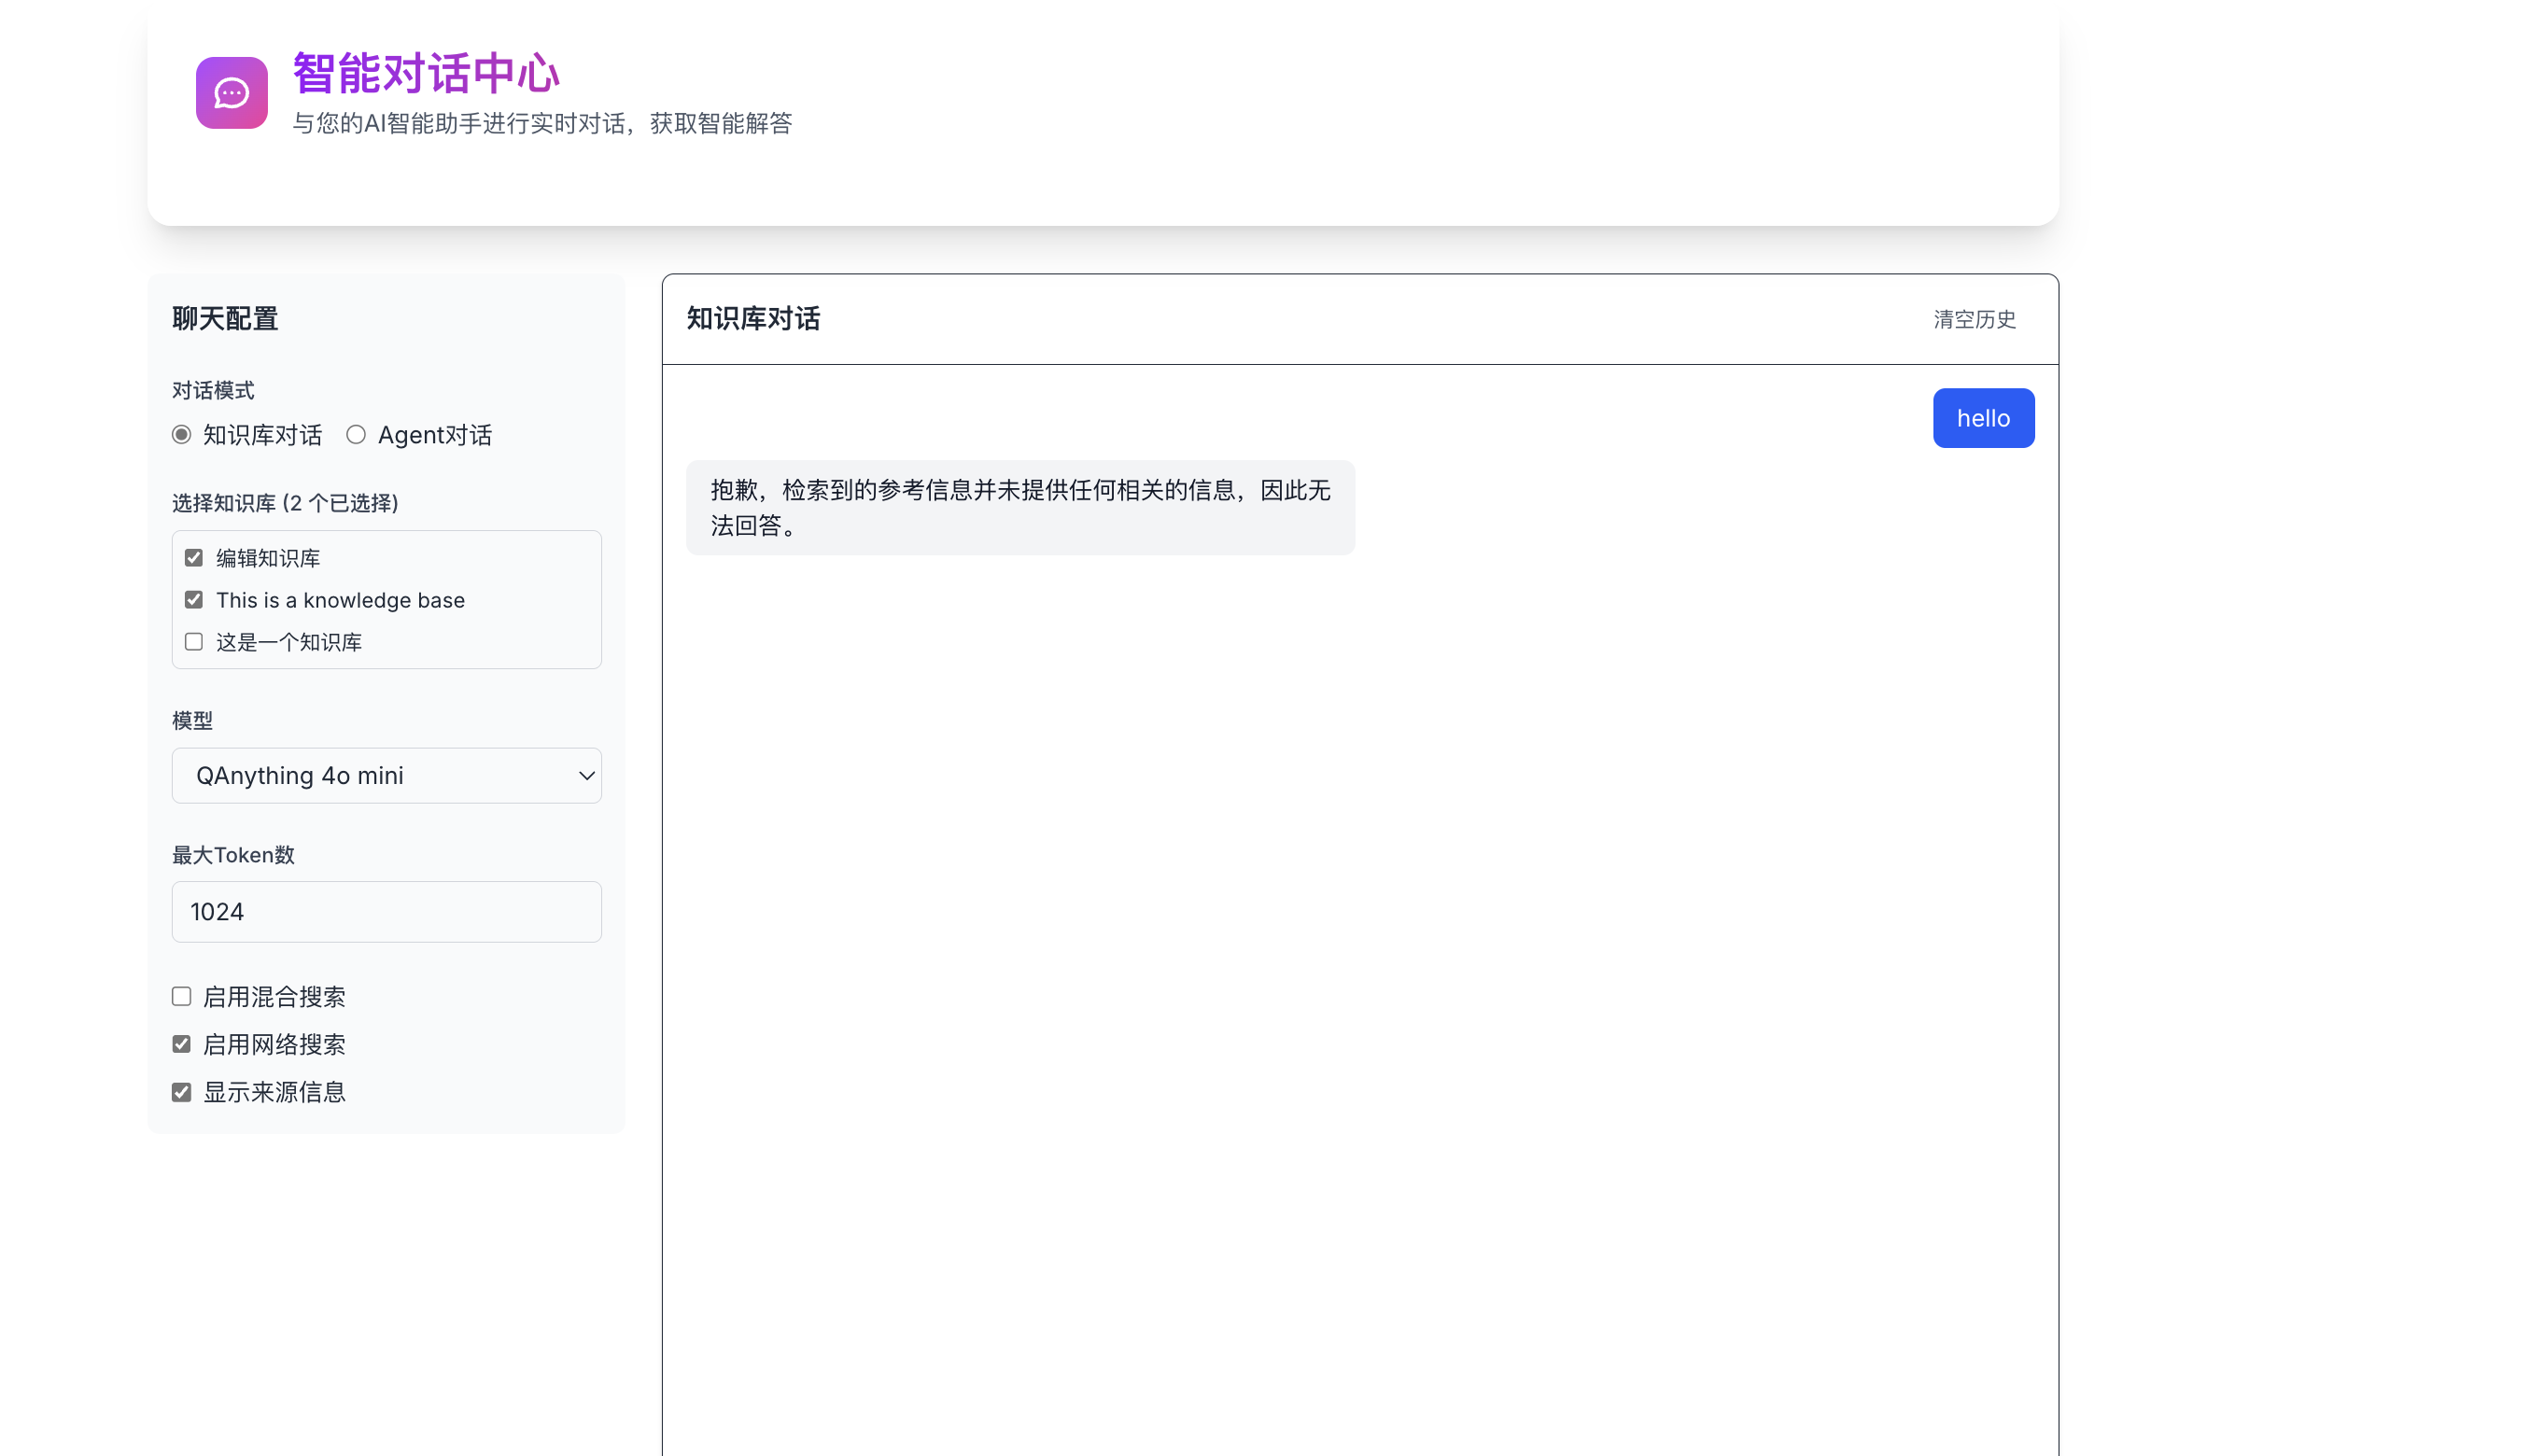 智能对话中心
与您的AI智能助手进行实时对话，获取智能解答
聊天配置
对话模式
知识库对话
Agent对话
选择知识库 (2 个已选择)
编辑知识库
This is a knowledge base
这是一个知识库
模型
QAnything 4o mini
最大Token数
1024
启用混合搜索
启用网络搜索
显示来源信息
知识库对话
清空历史
hello
抱歉，检索到的参考信息并未提供任何相关的信息，因此无
法回答。